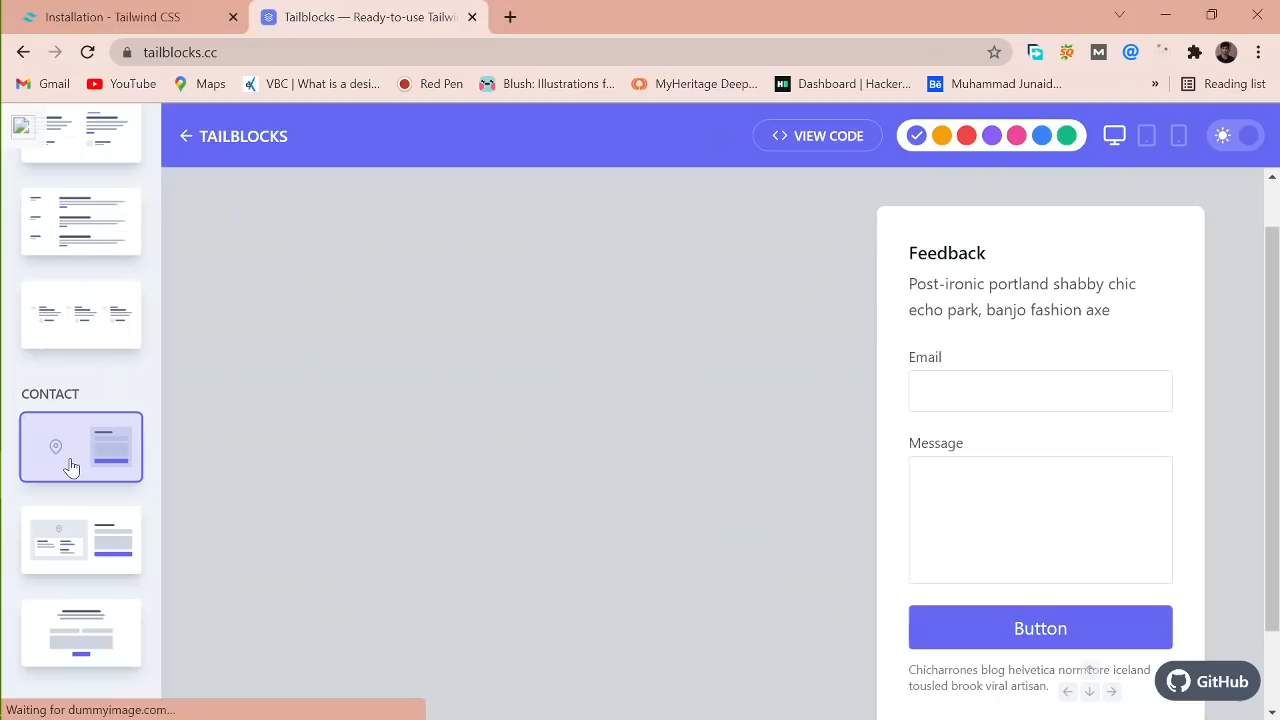 Installation - Tailwind CSS
Tailblocks — Ready-to-use Tailwi
tailblocks.cc
Gmail
YouTube
Maps
VBC | What is a desi...
Red Pen
Blush: Illustrations f...
MyHeritage Deep...
Dashboard | Hacker...
Muhammad Junaid...
»
Reading list
TAILBLOCKS
VIEW CODE
Feedback
Post-ironic portland shabby chic
echo park, banjo fashion axe
Email
CONTACT
Message
Button
Chicharrones blog helvetica normcore iceland
tousled brook viral artisan.
GitHub
Waiting for dummyimage.com...